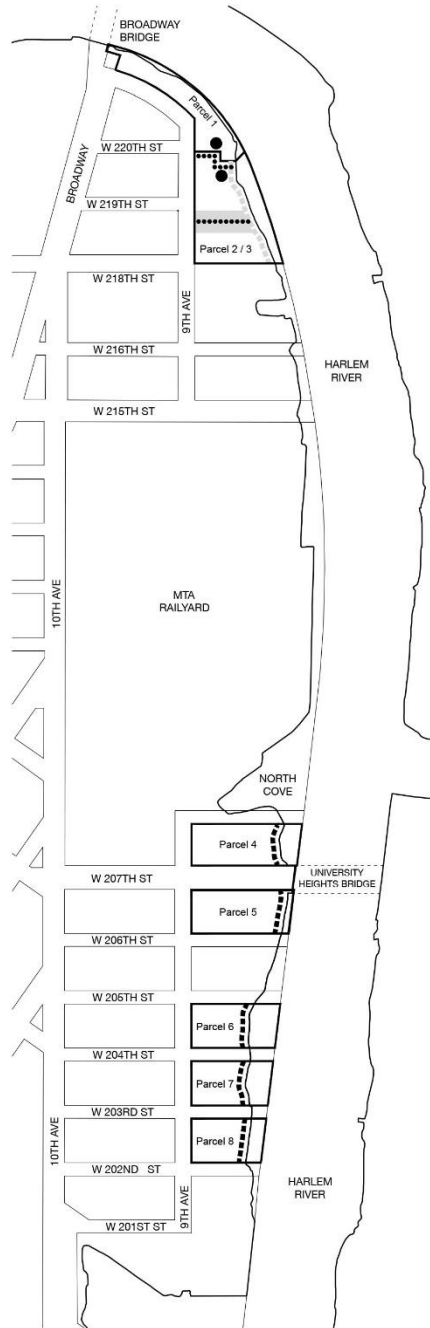 BROADWAY
BRIDGE
Parcel 1
W 220TH ST
BROADWAY
W 219TH ST
Parcel 2 / 3
W 218TH ST
9TH AVE
W 216TH ST
HARLEM
RIVER
W 215TH ST
10TH AVE
MTA
RAILYARD
NORTH
COVE
Parcel 4
W 207TH ST
UNIVERSITY
HEIGHTS BRIDGE
Parcel 5
W 206TH ST
W 205TH ST
Parcel 6
W 204TH ST
Parcel 7
W 203RD ST
10TH AVE
Parcel 8
W 202ND ST
HARLEM
RIVER
9TH AVE
W 201ST ST